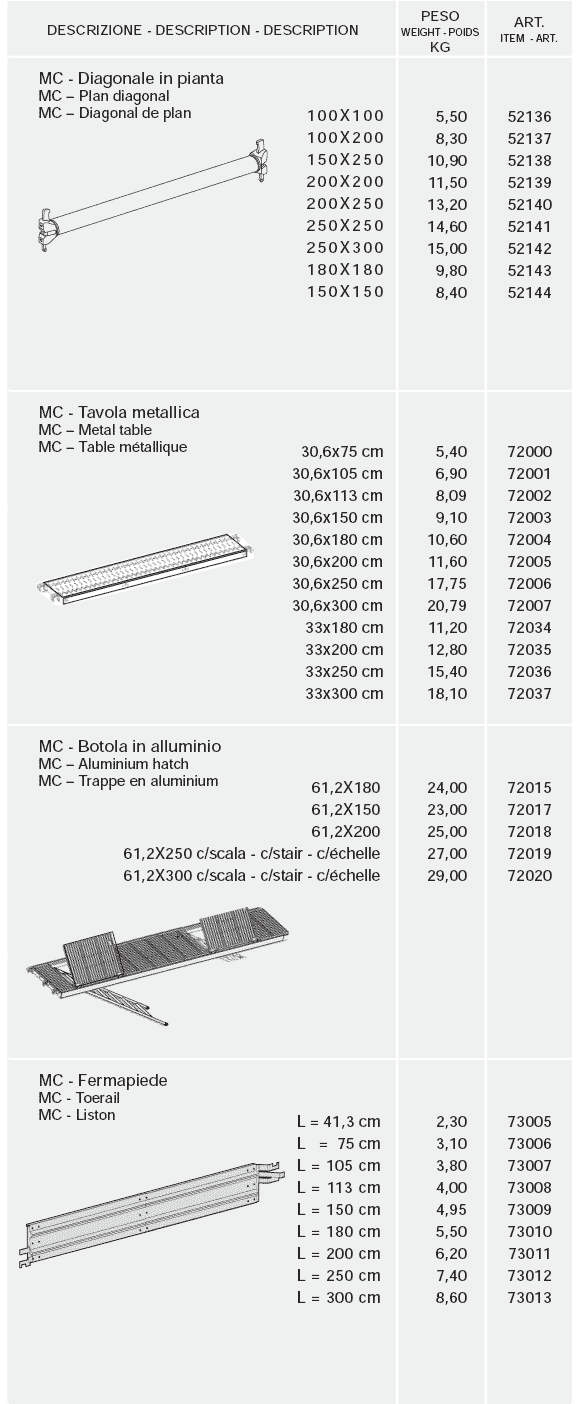 DESCRIZIONE - DESCRIPTION - DESCRIPTION
PESO
WEIGHT - POIDS
KG
ART.
ITEM - ART.
MC - Diagonale in pianta
MC – Plan diagonal
MC – Diagonal de plan
100X100 5,50 52136
100X200 8,30 52137
150X250 10,90 52138
200X200 11,50 52139
200X250 13,20 52140
250X250 14,60 52141
250X300 15,00 52142
180X180 9,80 52143
150X150 8,40 52144
MC - Tavola metallica
MC – Metal table
MC – Table métallique
30,6x75 cm 5,40 72000
30,6x105 cm 6,90 72001
30,6x113 cm 8,09 72002
30,6x150 cm 9,10 72003
30,6x180 cm 10,60 72004
30,6x200 cm 11,60 72005
30,6x250 cm 17,75 72006
30,6x300 cm 20,79 72007
33x180 cm 11,20 72034
33x200 cm 12,80 72035
33x250 cm 15,40 72036
33x300 cm 18,10 72037
MC - Botola in alluminio
MC – Aluminium hatch
MC – Trappe en aluminium
61,2X180 24,00 72015
61,2X150 23,00 72017
61,2X200 25,00 72018
61,2X250 c/scala - c/stair - c/échelle 27,00 72019
61,2X300 c/scala - c/stair - c/échelle 29,00 72020
MC - Fermapiede
MC - Toerail
MC - Liston
L = 41,3 cm 2,30 73005
L = 75 cm 3,10 73006
L = 105 cm 3,80 73007
L = 113 cm 4,00 73008
L = 150 cm 4,95 73009
L = 180 cm 5,50 73010
L = 200 cm 6,20 73011
L = 250 cm 7,40 73012
L = 300 cm 8,60 73013